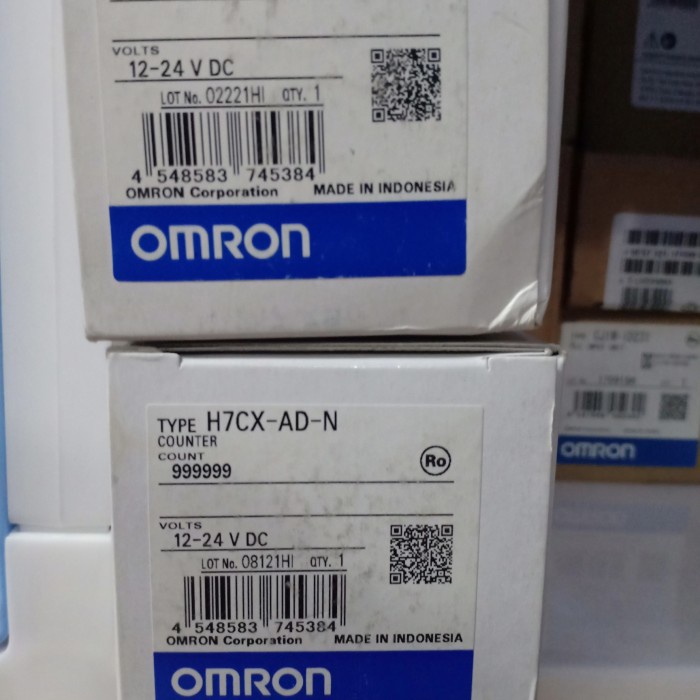 VOLTS
12-24 V DC
LOT No. 02221HI QTY. 1
4 548583 745384
OMRON Corporation MADE IN INDONESIA
OMRON
TYPE H7CX-AD-N
COUNTER
COUNT
999999
Ro
VOLTS
12-24 V DC
LOT No. 08121HI QTY. 1
4 548583 745384
OMRON Corporation MADE IN INDONESIA
OMRON
OMRON